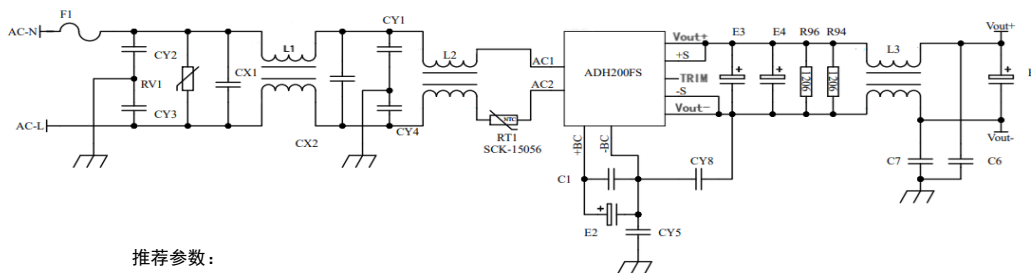 F1
AC-N
CY2
RV1
CY3
AC-L
CX1
L1
CX2
CY1
CY4
L2
RT1
SCK-15056
NTC
AC1
AC2
ADH200FS
Vout+
+S
TRIM
-S
Vout-
+BC
-BC
C1
E2
+
CY5
CY8
E3
+
E4
+
R96
1206
R94
1206
L3
C7
C6
Vout+
+
Vout-
推荐参数：